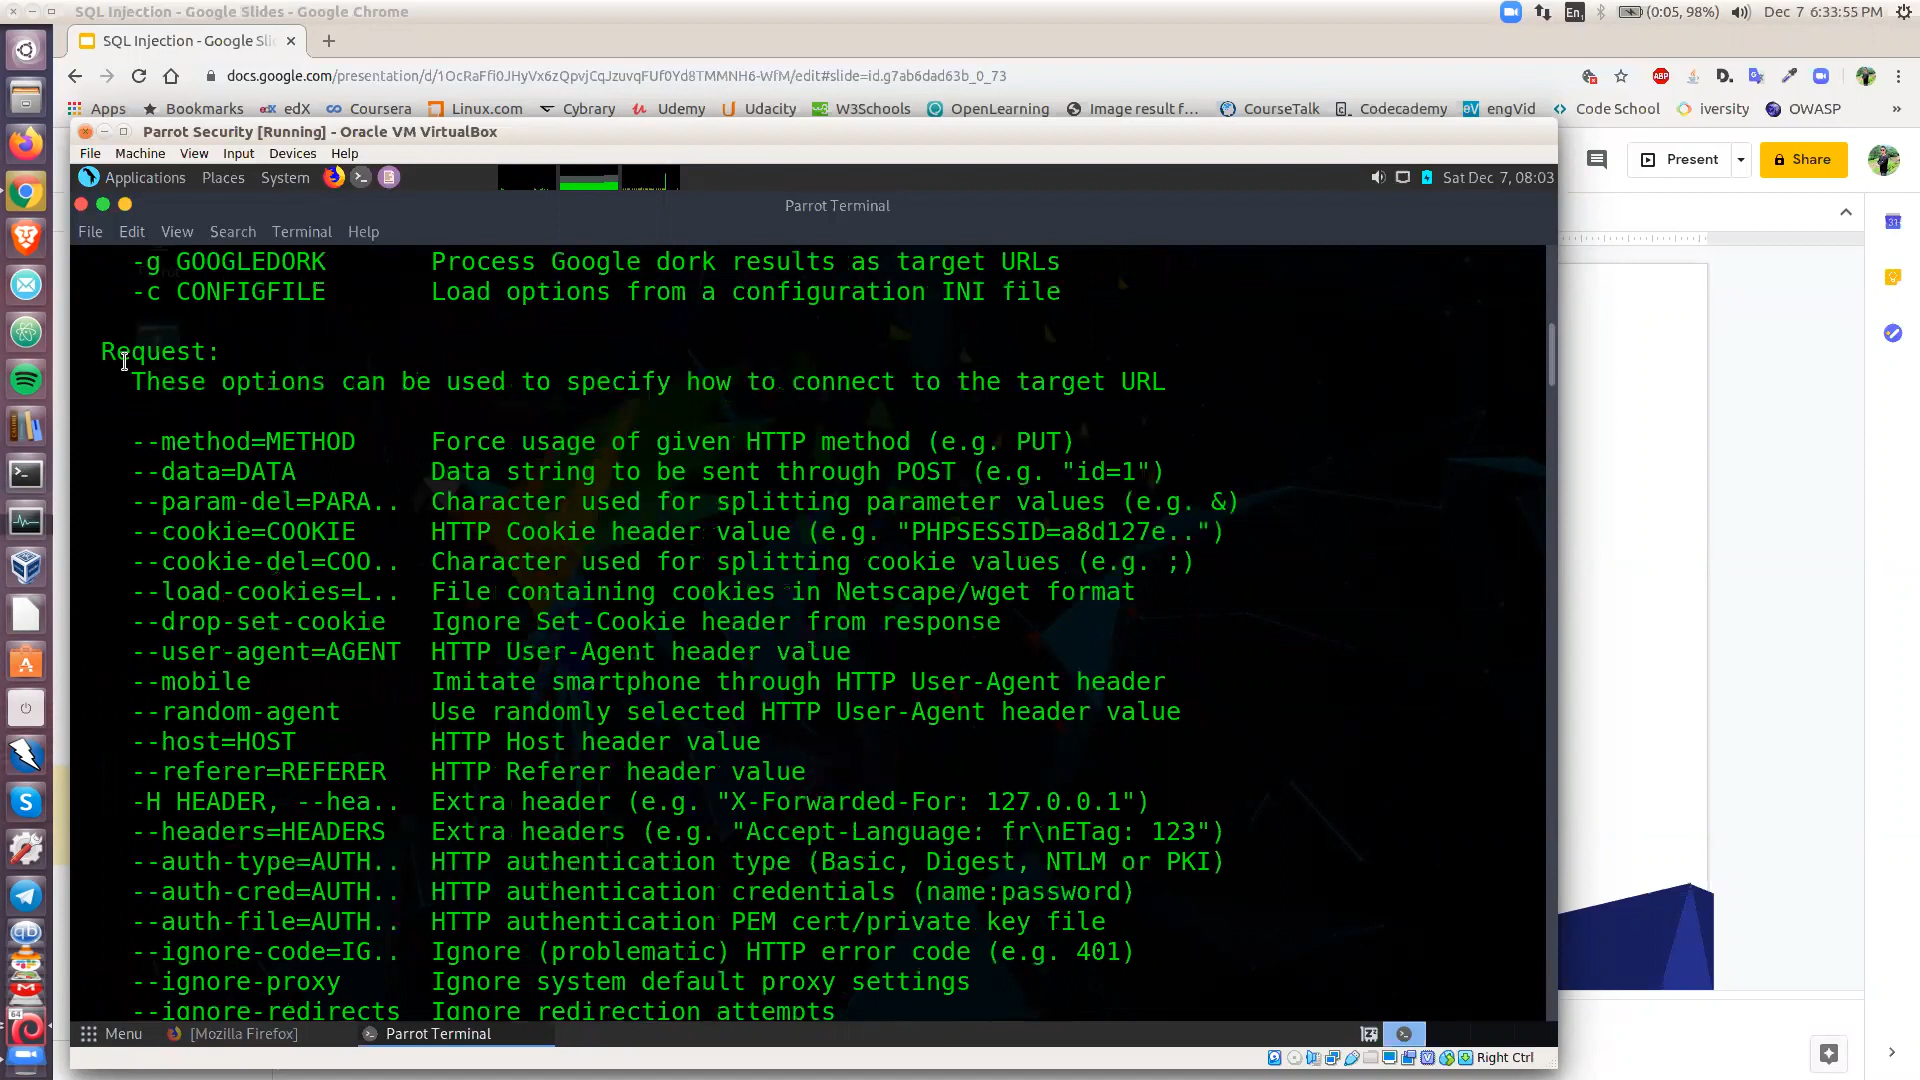 SQL Injection - Google Slides - Google Chrome
En
(0:05, 98%)
Dec 7 6:33:55 PM
SQL Injection - Google Sli
docs.google.com/presentation/d/1OcRaFfi0JHyVx6zQpvjCqJzuvqFUf0Yd8TMMNH6-WfM/edit#slide=id.g7ab6dad63b_0_73
Apps
Bookmarks
edX
Coursera
Linux.com
Cybrary
Udemy
Udacity
W3Schools
OpenLearning
Image result f...
CourseTalk
Codecademy
engVid
Code School
iversity
OWASP
»
Parrot Security [Running] - Oracle VM VirtualBox
File Machine View Input Devices Help
Present
Share
Applications Places System
Sat Dec 7, 08:03
Parrot Terminal
File Edit View Search Terminal Help
-g GOOGLEDORK Process Google dork results as target URLs
-c CONFIGFILE Load options from a configuration INI file
Request:
These options can be used to specify how to connect to the target URL
--method=METHOD Force usage of given HTTP method (e.g. PUT)
--data=DATA Data string to be sent through POST (e.g. "id=1")
--param-del=PARA.. Character used for splitting parameter values (e.g. &)
--cookie=COOKIE HTTP Cookie header value (e.g. "PHPSESSID=a8d127e..")
--cookie-del=COO.. Character used for splitting cookie values (e.g. ;)
--load-cookies=L.. File containing cookies in Netscape/wget format
--drop-set-cookie Ignore Set-Cookie header from response
--user-agent=AGENT HTTP User-Agent header value
--mobile Imitate smartphone through HTTP User-Agent header
--random-agent Use randomly selected HTTP User-Agent header value
--host=HOST HTTP Host header value
--referer=REFERER HTTP Referer header value
-H HEADER, --hea.. Extra header (e.g. "X-Forwarded-For: 127.0.0.1")
--headers=HEADERS Extra headers (e.g. "Accept-Language: fr\nETag: 123")
--auth-type=AUTH.. HTTP authentication type (Basic, Digest, NTLM or PKI)
--auth-cred=AUTH.. HTTP authentication credentials (name:password)
--auth-file=AUTH.. HTTP authentication PEM cert/private key file
--ignore-code=IG.. Ignore (problematic) HTTP error code (e.g. 401)
--ignore-proxy Ignore system default proxy settings
--ignore-redirects Ignore redirection attempts
Menu
[Mozilla Firefox]
Parrot Terminal
Right Ctrl